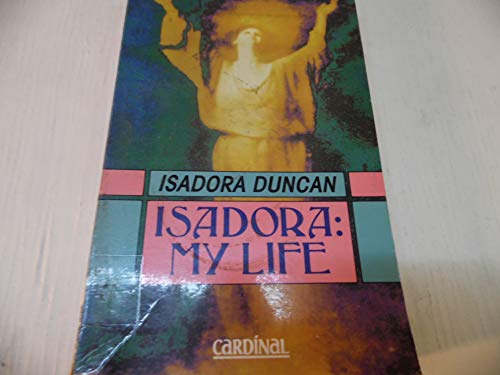 ISADORA DUNCAN
ISADORA:
MY LIFE
CARDINAL